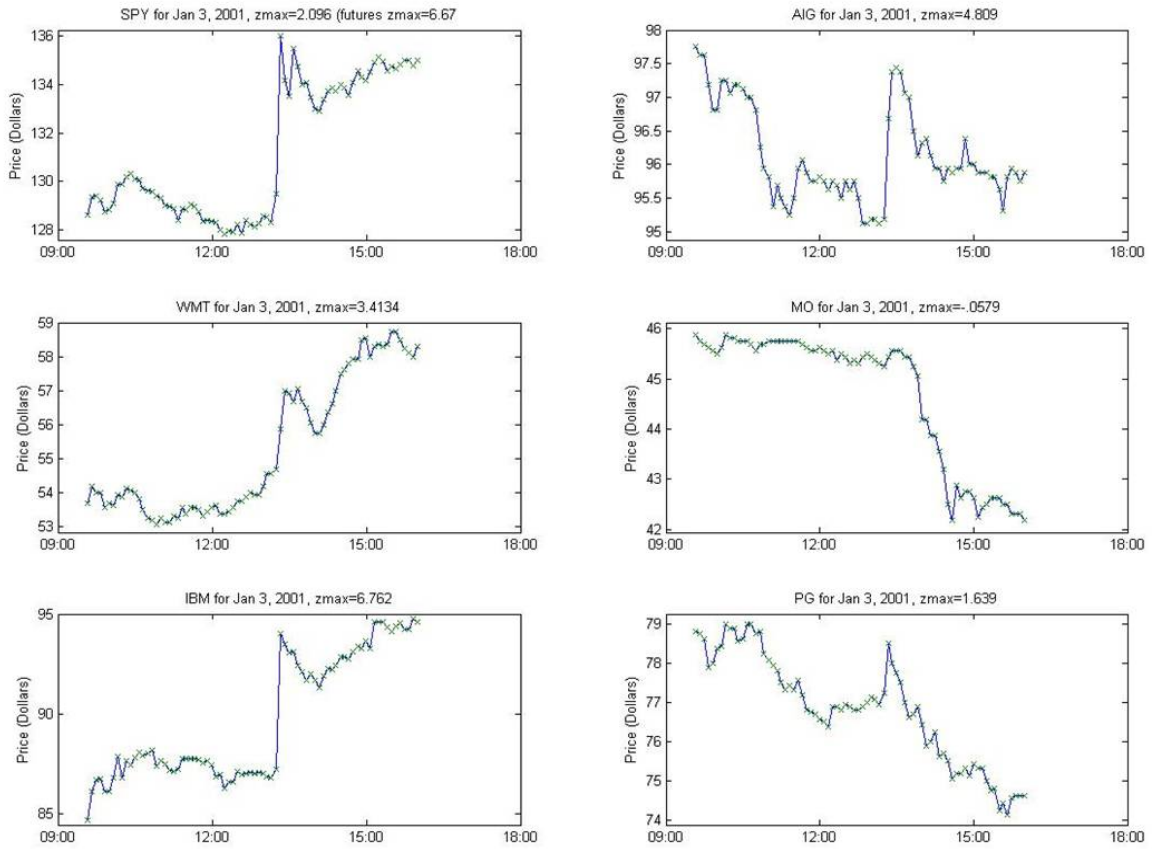 SPY for Jan 3, 2001, zmax=2.096 (futures zmax=6.67
Price (Dollars)
136
134
132
130
128
09:00 12:00 15:00 18:00
AIG for Jan 3, 2001, zmax=4.809
Price (Dollars)
98
97.5
97
96.5
96
95.5
95
09:00 12:00 15:00 18:00
WMT for Jan 3, 2001, zmax=3.4134
Price (Dollars)
59
58
57
56
55
54
53
09:00 12:00 15:00 18:00
MO for Jan 3, 2001, zmax=-.0579
Price (Dollars)
46
45
44
43
42
09:00 12:00 15:00 18:00
IBM for Jan 3, 2001, zmax=6.762
Price (Dollars)
95
90
85
09:00 12:00 15:00 18:00
PG for Jan 3, 2001, zmax=1.639
Price (Dollars)
79
78
77
76
75
74
09:00 12:00 15:00 18:00